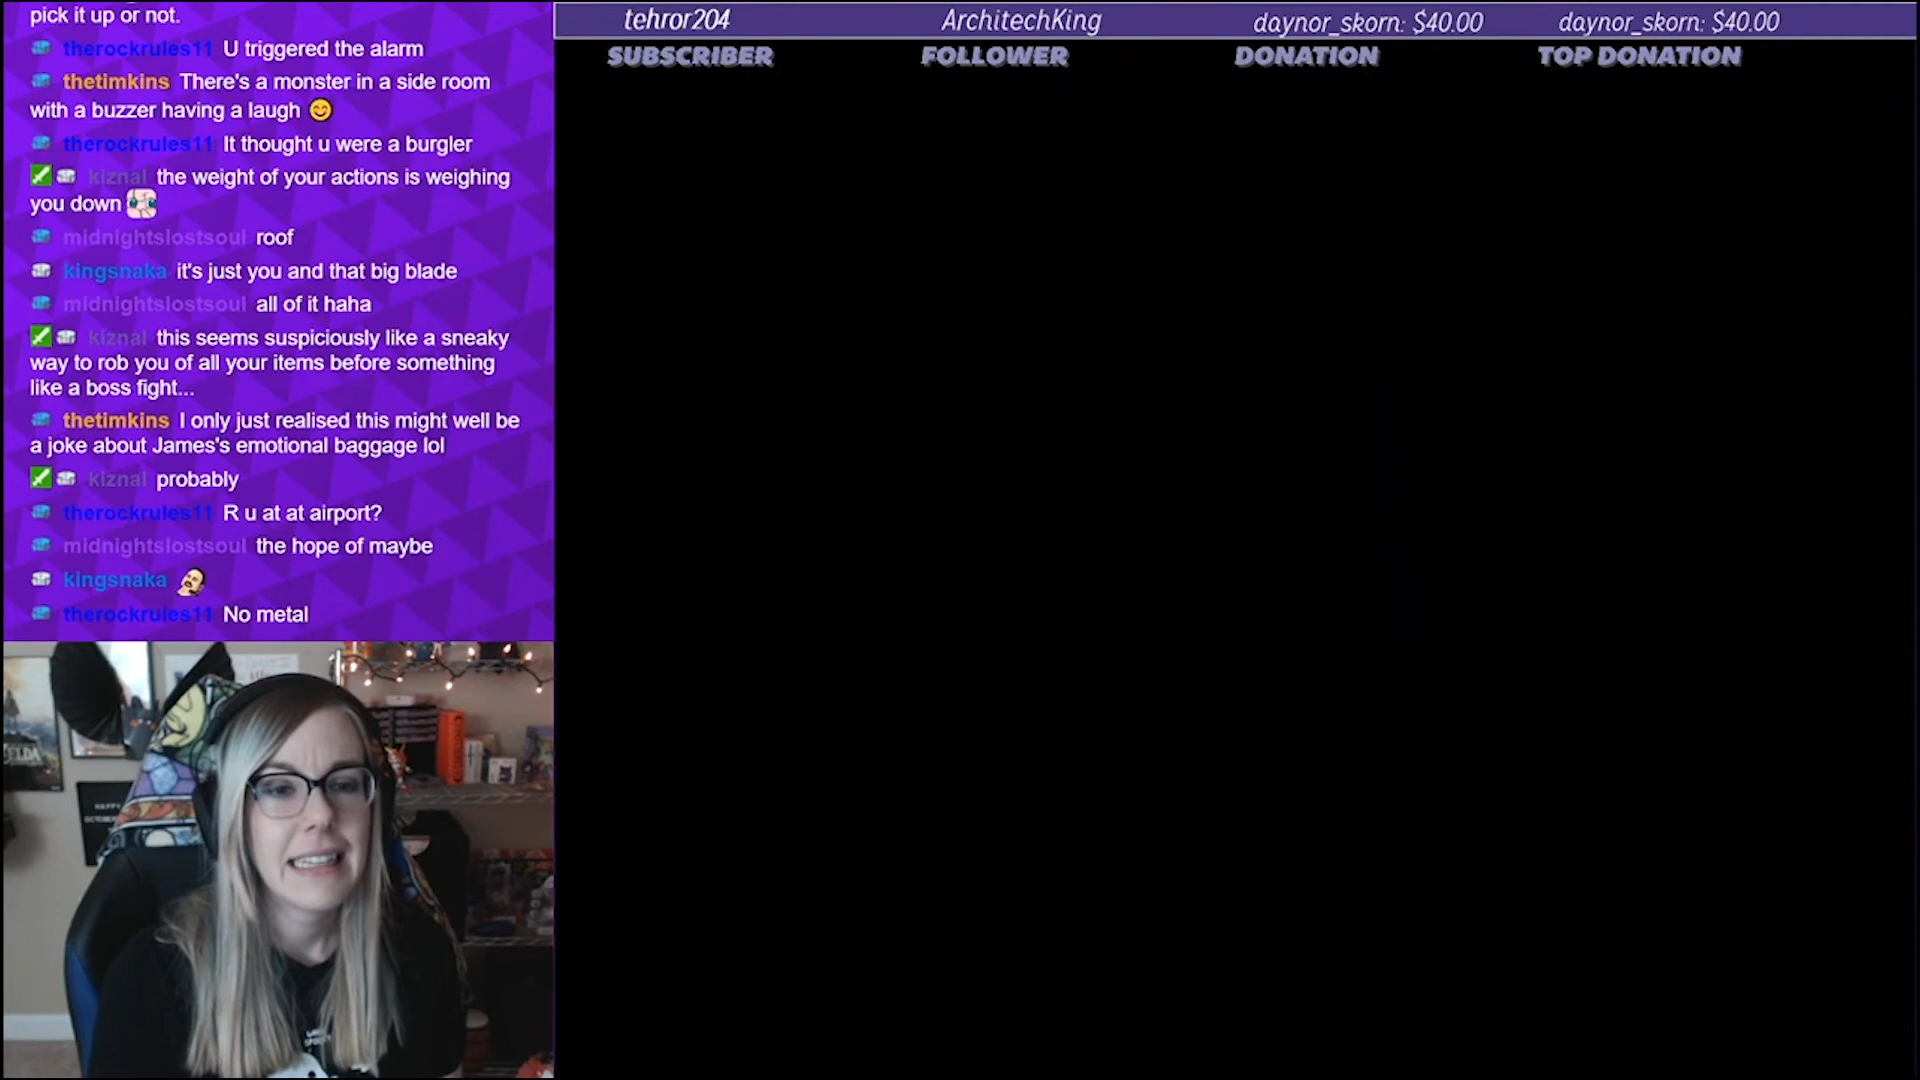 pick it up or not.
therockrules11 U triggered the alarm
thetimkins There's a monster in a side room
with a buzzer having a laugh
therockrules11 It thought u were a burgler
kiznal the weight of your actions is weighing
you down
midnightslostsoul roof
kingsnaka it's just you and that big blade
midnightslostsoul all of it haha
kiznal this seems suspiciously like a sneaky
way to rob you of all your items before something
like a boss fight...
thetimkins I only just realised this might well be
a joke about James's emotional baggage lol
kiznal probably
therockrules11 R u at at airport?
midnightslostsoul the hope of maybe
kingsnaka
therockrules11 No metal
tehror204 ArchitechKing daynor_skorn: $40.00 daynor_skorn: $40.00
SUBSCRIBER FOLLOWER DONATION TOP DONATION
HAPPY